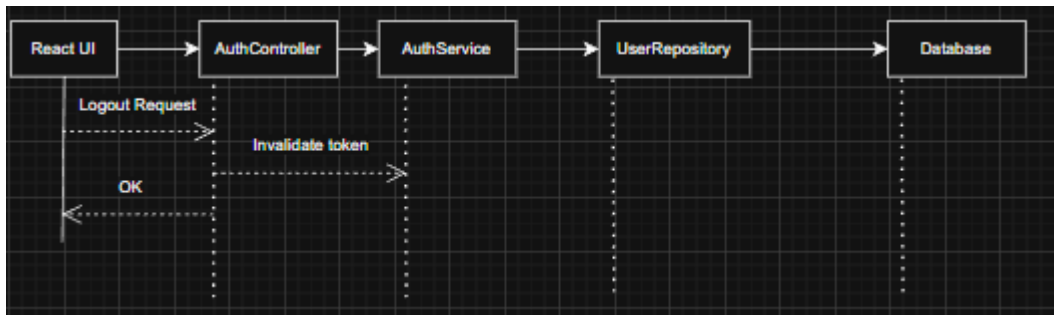 React UI
AuthController
AuthService
UserRepository
Database
Logout Request
Invalidate token
OK